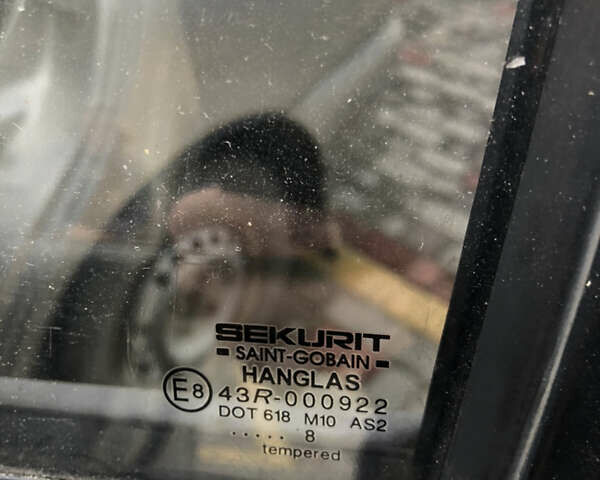 SEKURIT
SAINT-GOBAIN
HANGLAS
E8 43R-000922
DOT 618 M10 AS2
..... 8
tempered